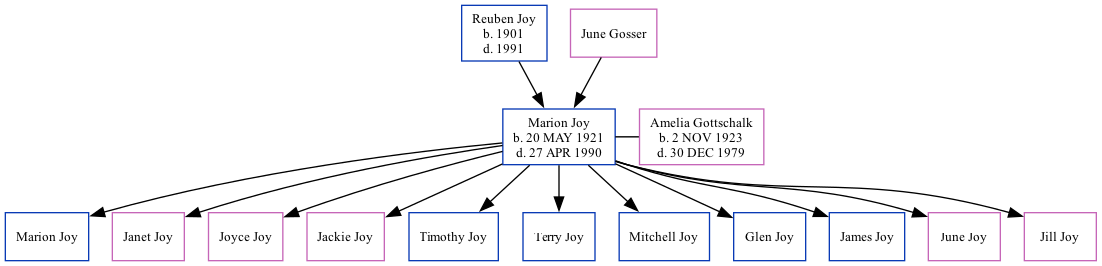 Reuben Joy
b. 1901
d. 1991
June Gosser
Marion Joy
b. 20 MAY 1921
d. 27 APR 1990
Amelia Gottschalk
b. 2 NOV 1923
d. 30 DEC 1979
Marion Joy
Janet Joy
Joyce Joy
Jackie Joy
Timothy Joy
Terry Joy
Mitchell Joy
Glen Joy
James Joy
June Joy
Jill Joy